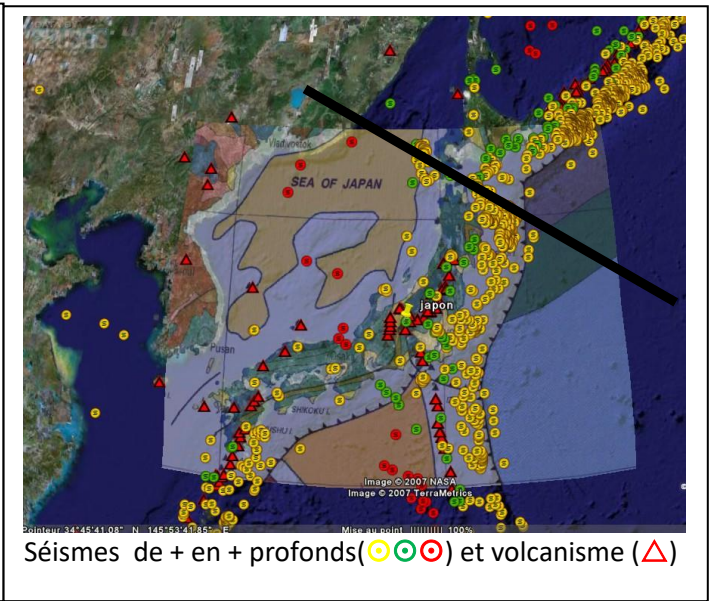 Vladivostok
SEA OF JAPAN
japon
Pusan
SHIKOKU I.
Image © 2007 NASA
Image © 2007 TerraMetrics
Pointeur 34°45'41.08" N 145°53'41.85" E
Mise au point |||||||||| 100%
Séismes de + en + profonds( ) et volcanisme ( )